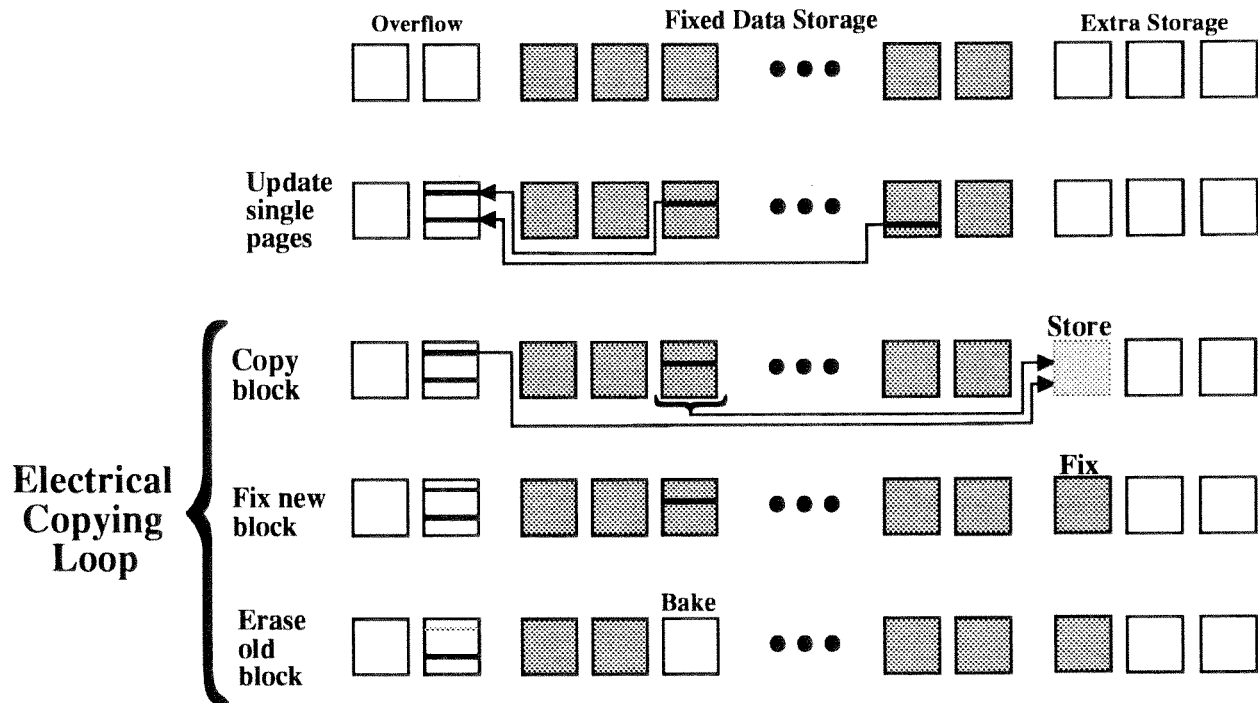 Overflow
Fixed Data Storage
Extra Storage
Update
single
pages
Store
Copy
block
Electrical
Copying
Loop
Fix
Fix new
block
Bake
Erase
old
block